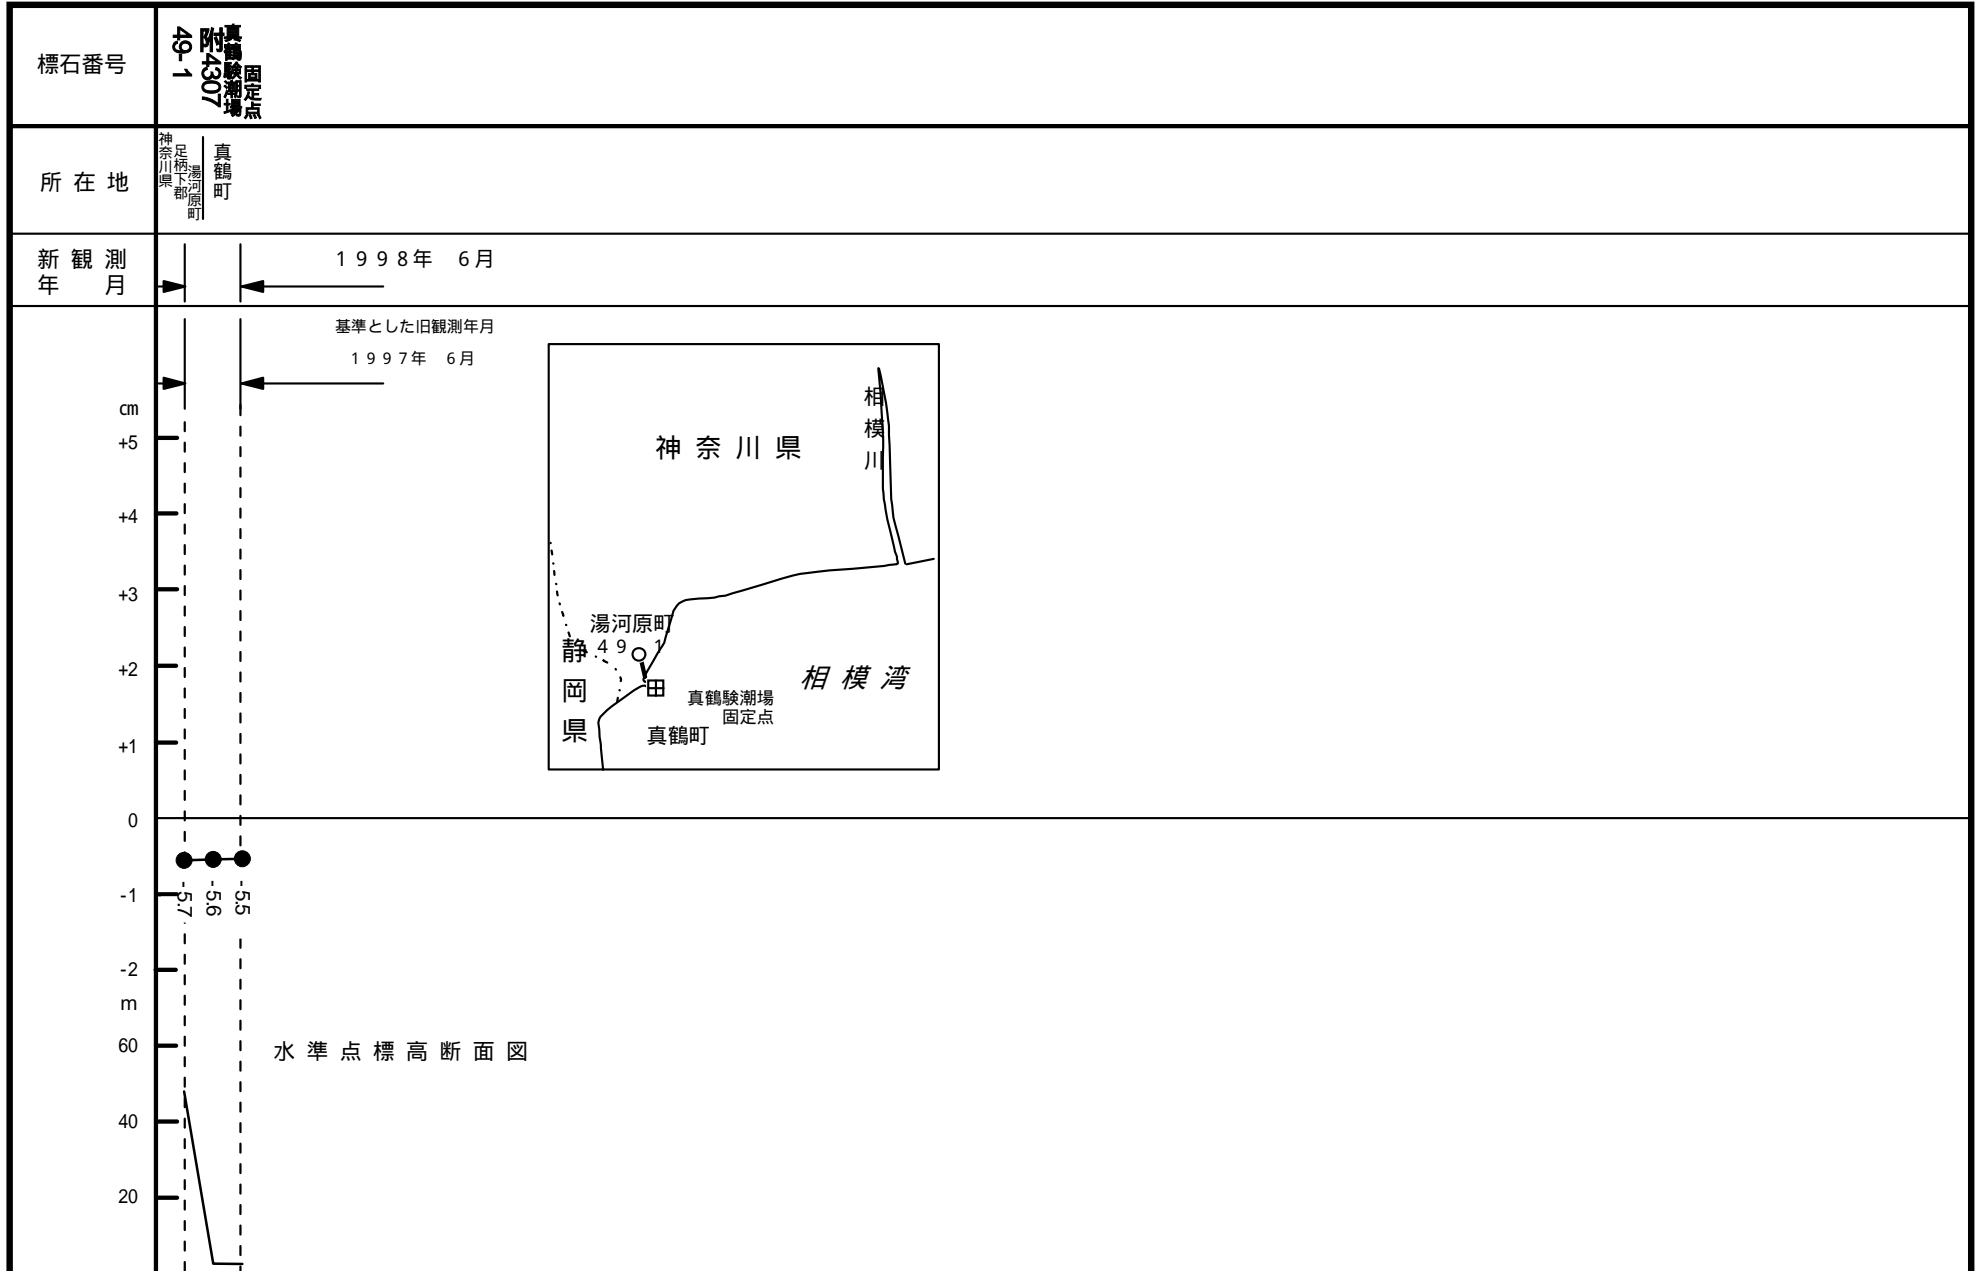 標石番号
49-1
附4307
真鶴験潮場
固定点
所在地
神奈川県
足柄下郡
湯河原町
真鶴町
新観測
年 月
1998年 6月
基準とした旧観測年月
1997年 6月
cm
+5
+4
+3
+2
+1
0
-1
-2
m
60
40
20
神奈川県
相模川
湯河原町
49 1
静岡県
相模湾
真鶴験潮場
固定点
真鶴町
-5.7
-5.6
-5.5
水準点標高断面図